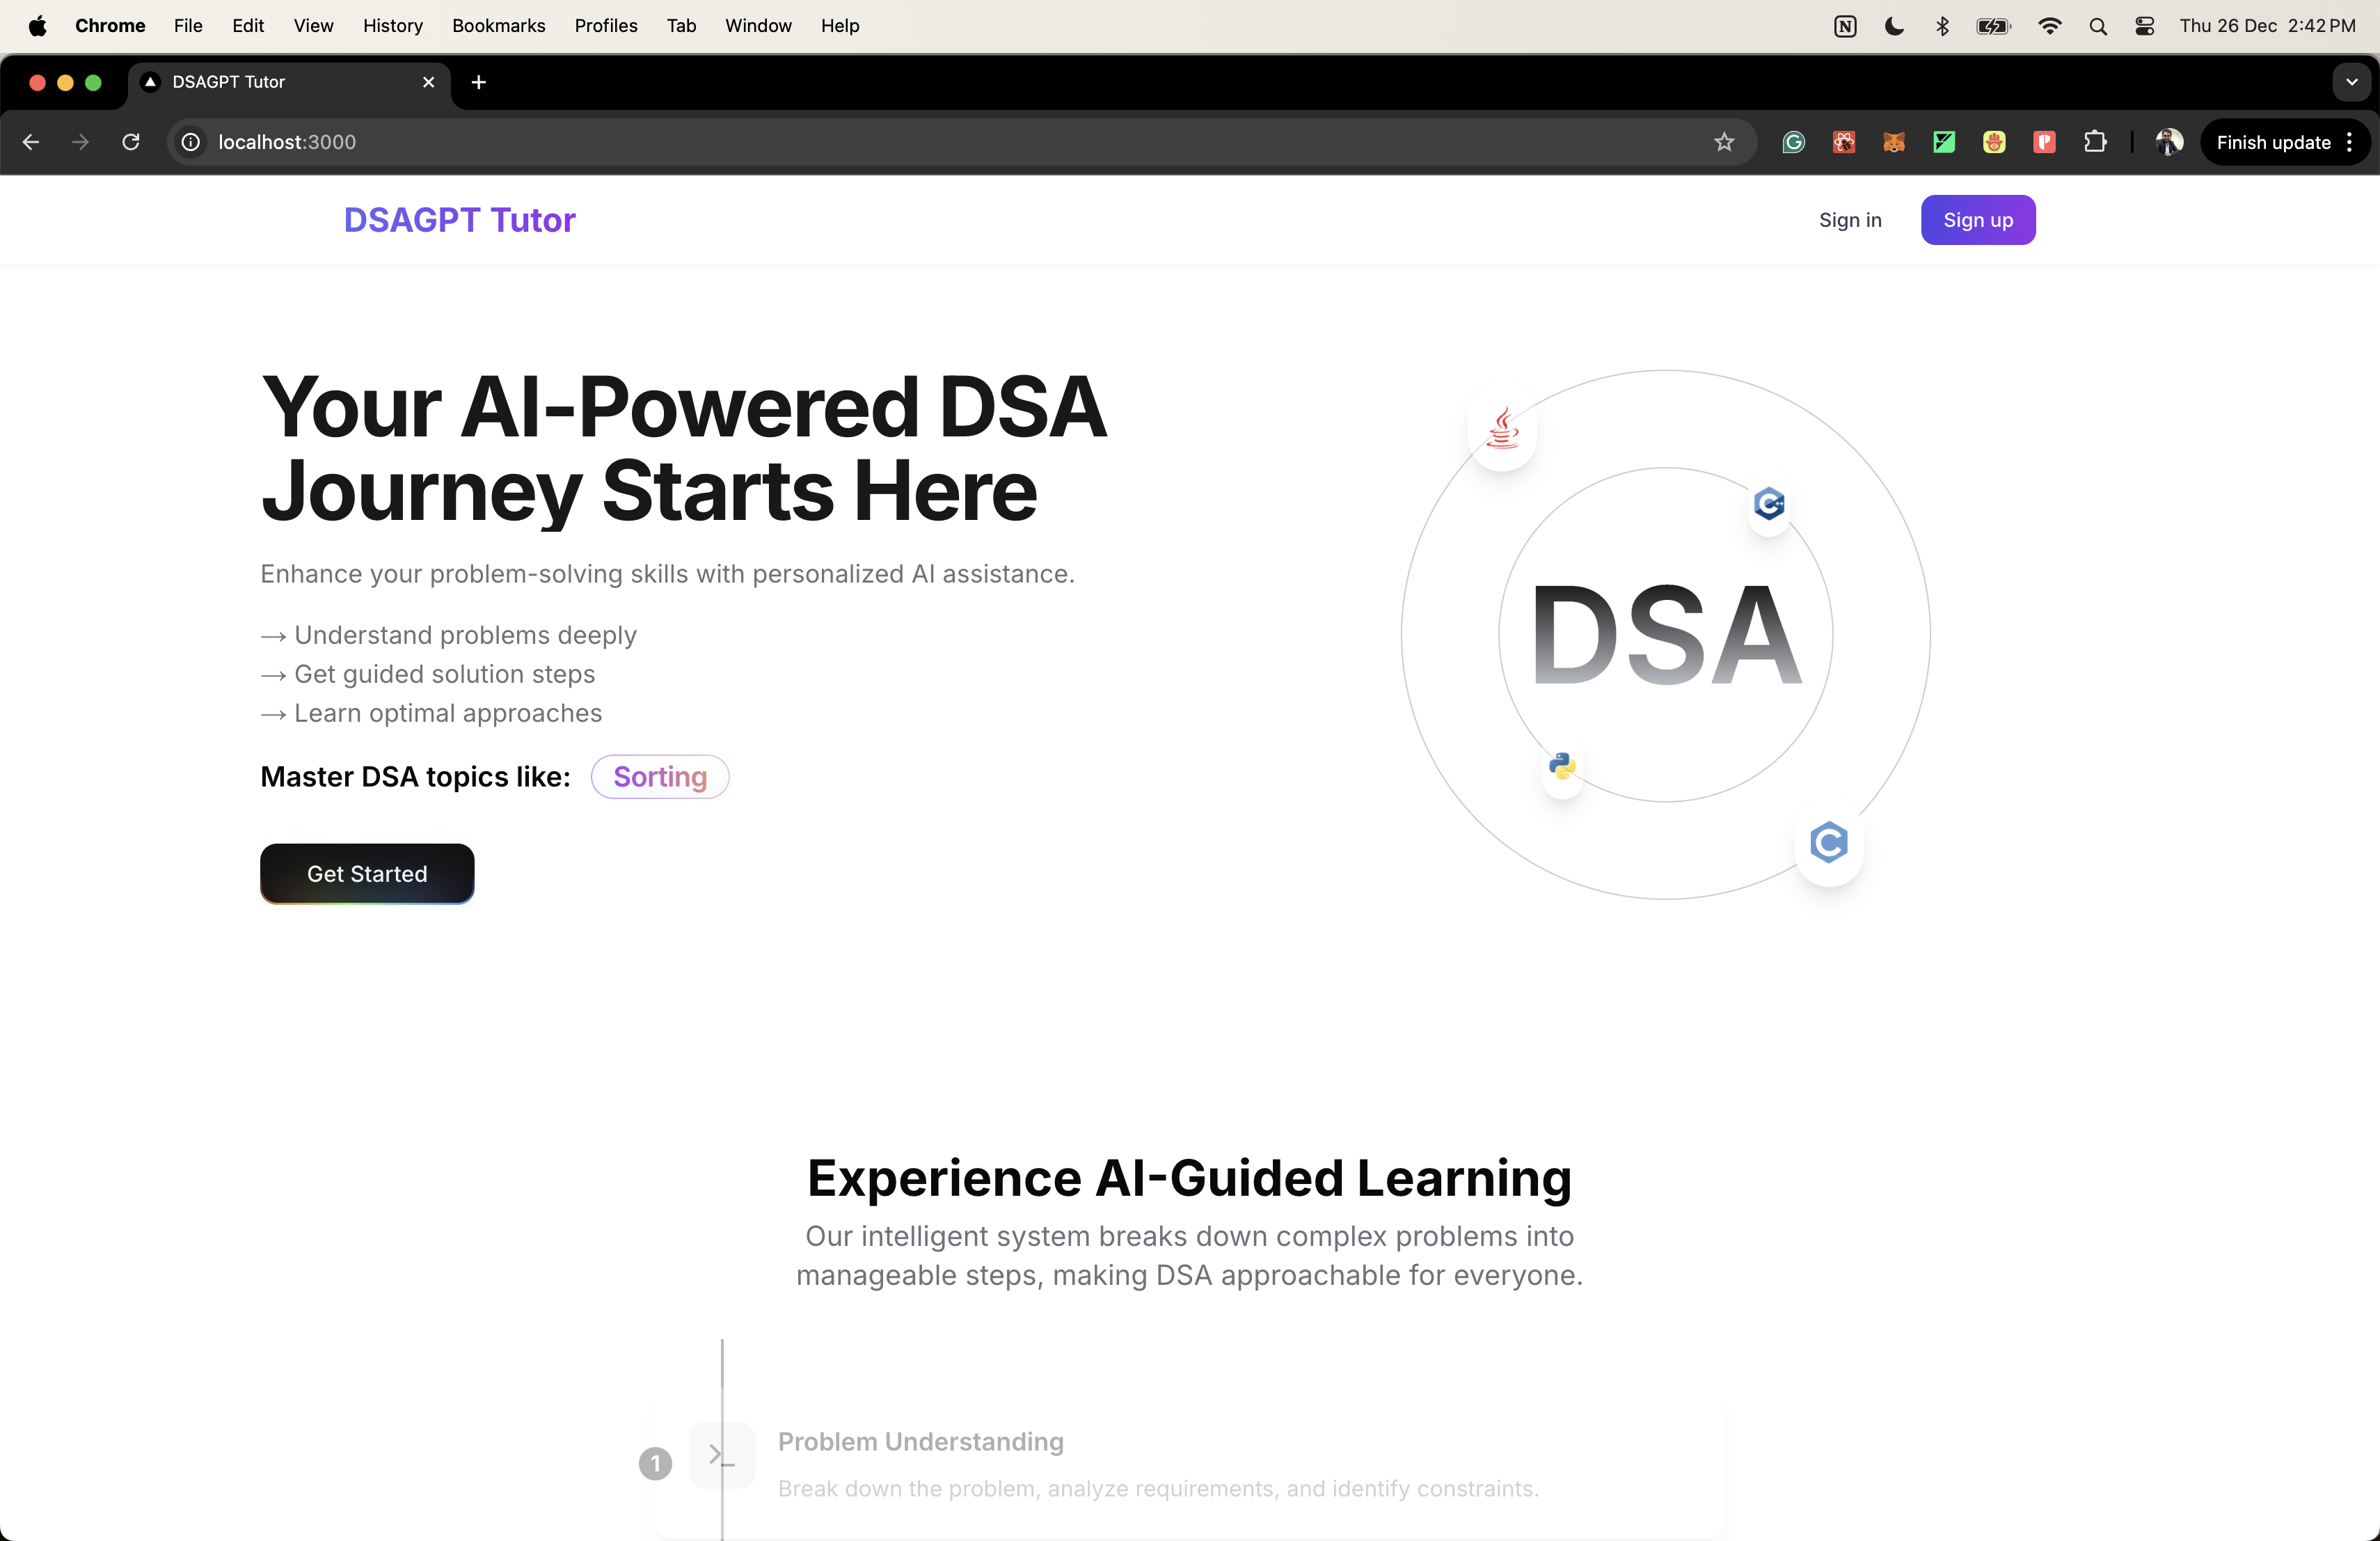 Chrome File Edit View History Bookmarks Profiles Tab Window Help Thu 26 Dec 2:42 PM
DSAGPT Tutor
localhost:3000 Finish update
DSAGPT Tutor Sign in Sign up
Your AI-Powered DSA
Journey Starts Here
Enhance your problem-solving skills with personalized AI assistance.
→ Understand problems deeply
→ Get guided solution steps
→ Learn optimal approaches
Master DSA topics like: Sorting
Get Started
DSA
Experience AI-Guided Learning
Our intelligent system breaks down complex problems into
manageable steps, making DSA approachable for everyone.
1
Problem Understanding
Break down the problem, analyze requirements, and identify constraints.